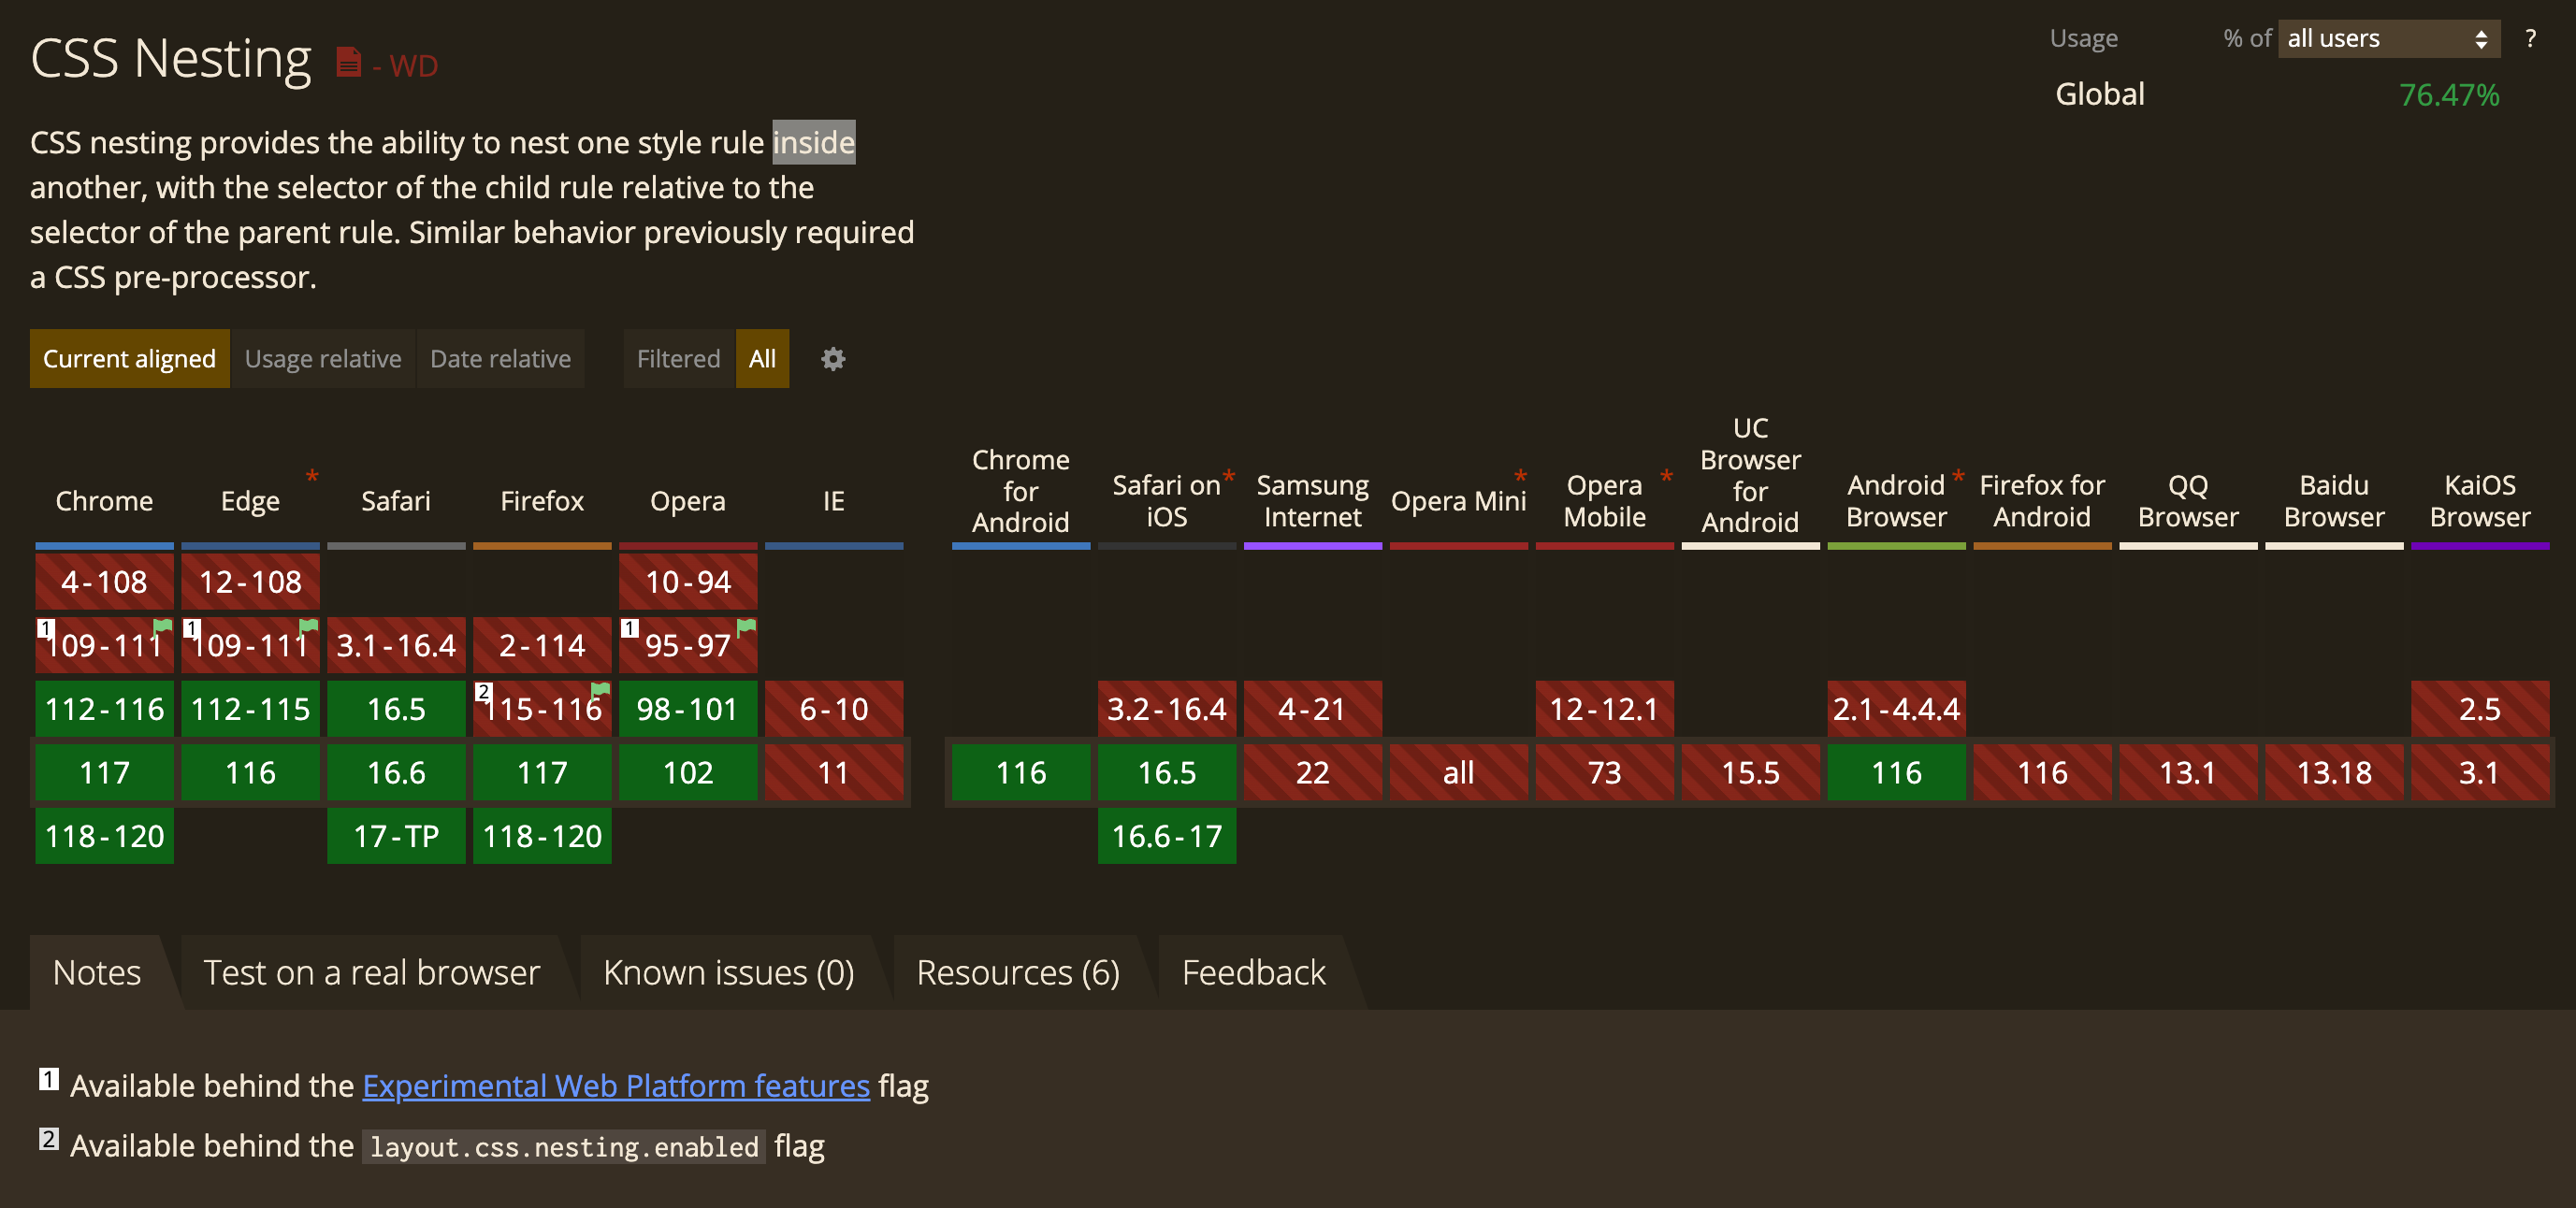 CSS Nesting - WD
Usage % of all users ?
Global 76.47%
CSS nesting provides the ability to nest one style rule inside
another, with the selector of the child rule relative to the
selector of the parent rule. Similar behavior previously required
a CSS pre-processor.
Current aligned Usage relative Date relative Filtered All
Chrome
Edge *
Safari
Firefox
Opera
IE
Chrome
for
Android
Safari on *
iOS
Samsung
Internet
Opera Mini *
Opera *
Mobile
UC
Browser
for
Android
Android *
Browser
Firefox for
Android
QQ
Browser
Baidu
Browser
KaiOS
Browser
4-108 12-108 10-94
1 109-111 1 109-111 3.1-16.4 2-114 1 95-97
112-116 112-115 16.5 2 115-116 98-101 6-10 3.2-16.4 4-21 12-12.1 2.1-4.4.4 2.5
117 116 16.6 117 102 11 116 16.5 22 all 73 15.5 116 116 13.1 13.18 3.1
118-120 17-TP 118-120 16.6-17
Notes Test on a real browser Known issues (0) Resources (6) Feedback
1 Available behind the Experimental Web Platform features flag
2 Available behind the layout.css.nesting.enabled flag